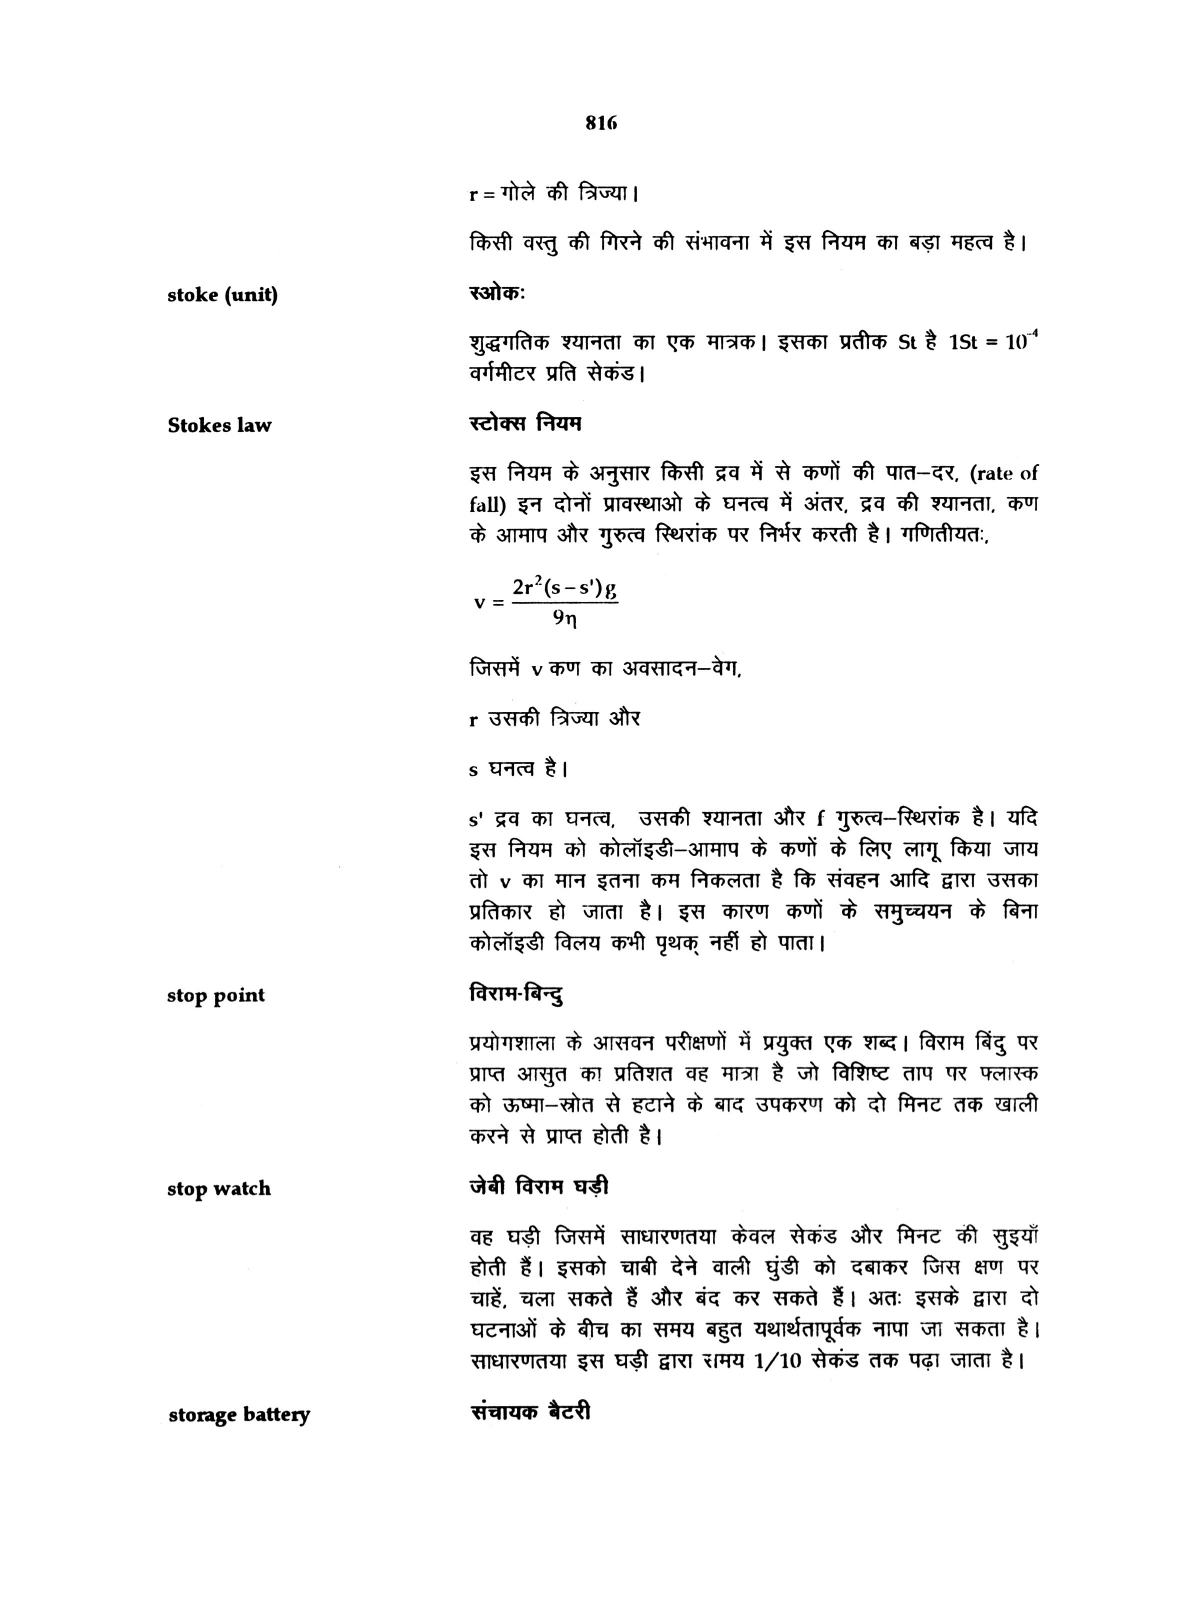 816
r = गोले की त्रिज्या।
किसी वस्तु की गिरने की संभावना में इस नियम का बड़ा महत्व है।
stoke (unit) स्ओकः
शुद्धगतिक श्यानता का एक मात्रक। इसका प्रतीक St है 1St = 10⁻⁴
वर्गमीटर प्रति सेकंड।
Stokes law स्टोक्स नियम
इस नियम के अनुसार किसी द्रव में से कणों की पात–दर, (rate of
fall) इन दोनों प्रावस्थाओ के घनत्व में अंतर, द्रव की श्यानता, कण
के आमाप और गुरुत्व स्थिरांक पर निर्भर करती है। गणितीयतः,
v = 2r²(s – s')g / 9η
जिसमें v कण का अवसादन–वेग,
r उसकी त्रिज्या और
s घनत्व है।
s' द्रव का घनत्व, उसकी श्यानता और f गुरुत्व–स्थिरांक है। यदि
इस नियम को कोलॉइडी–आमाप के कणों के लिए लागू किया जाय
तो v का मान इतना कम निकलता है कि संवहन आदि द्वारा उसका
प्रतिकार हो जाता है। इस कारण कणों के समुच्चयन के बिना
कोलॉइडी विलय कभी पृथक् नहीं हो पाता।
stop point विराम-बिन्दु
प्रयोगशाला के आसवन परीक्षणों में प्रयुक्त एक शब्द। विराम बिंदु पर
प्राप्त आसुत का प्रतिशत वह मात्रा है जो विशिष्ट ताप पर फ्लास्क
को ऊष्मा–स्रोत से हटाने के बाद उपकरण को दो मिनट तक खाली
करने से प्राप्त होती है।
stop watch जेबी विराम घड़ी
वह घड़ी जिसमें साधारणतया केवल सेकंड और मिनट की सुइयाँ
होती हैं। इसको चाबी देने वाली घुंडी को दबाकर जिस क्षण पर
चाहें, चला सकते हैं और बंद कर सकते हैं। अतः इसके द्वारा दो
घटनाओं के बीच का समय बहुत यथार्थतापूर्वक नापा जा सकता है।
साधारणतया इस घड़ी द्वारा समय 1/10 सेकंड तक पढ़ा जाता है।
storage battery संचायक बैटरी